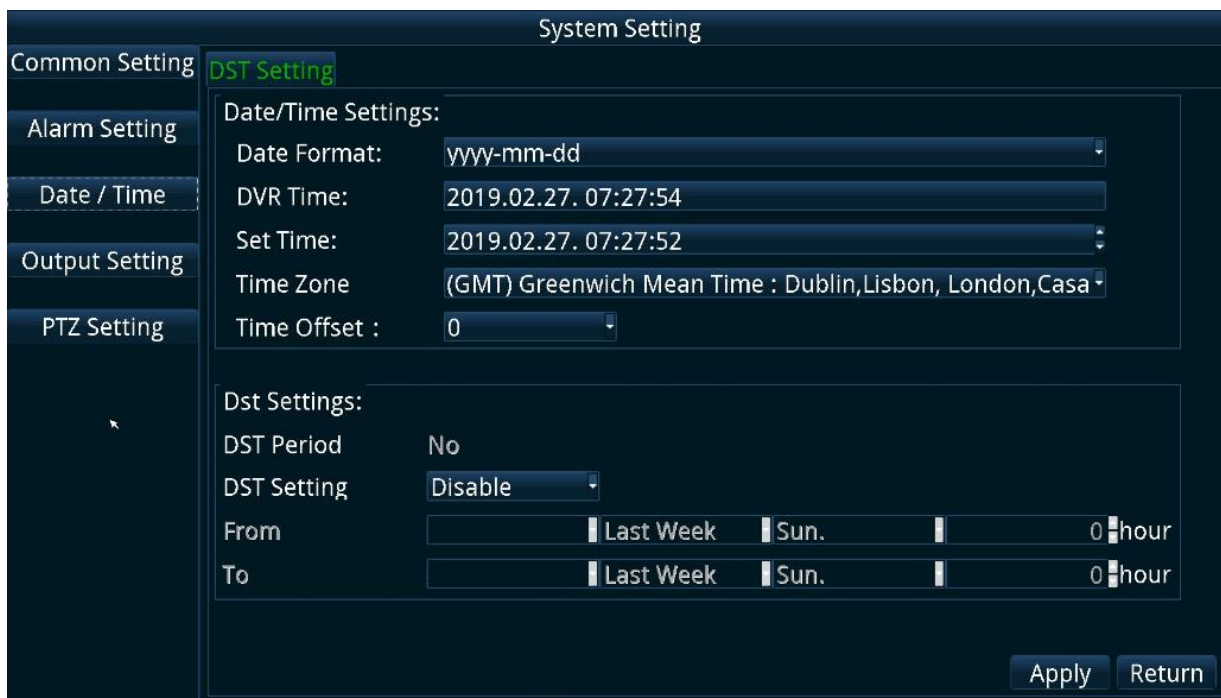 System Setting
Common Setting
Alarm Setting
Date / Time
Output Setting
PTZ Setting
DST Setting
Date/Time Settings:
Date Format: yyyy-mm-dd
DVR Time: 2019.02.27. 07:27:54
Set Time: 2019.02.27. 07:27:52
Time Zone (GMT) Greenwich Mean Time : Dublin,Lisbon, London,Casa
Time Offset : 0
Dst Settings:
DST Period No
DST Setting Disable
From Last Week Sun. 0 hour
To Last Week Sun. 0 hour
Apply Return